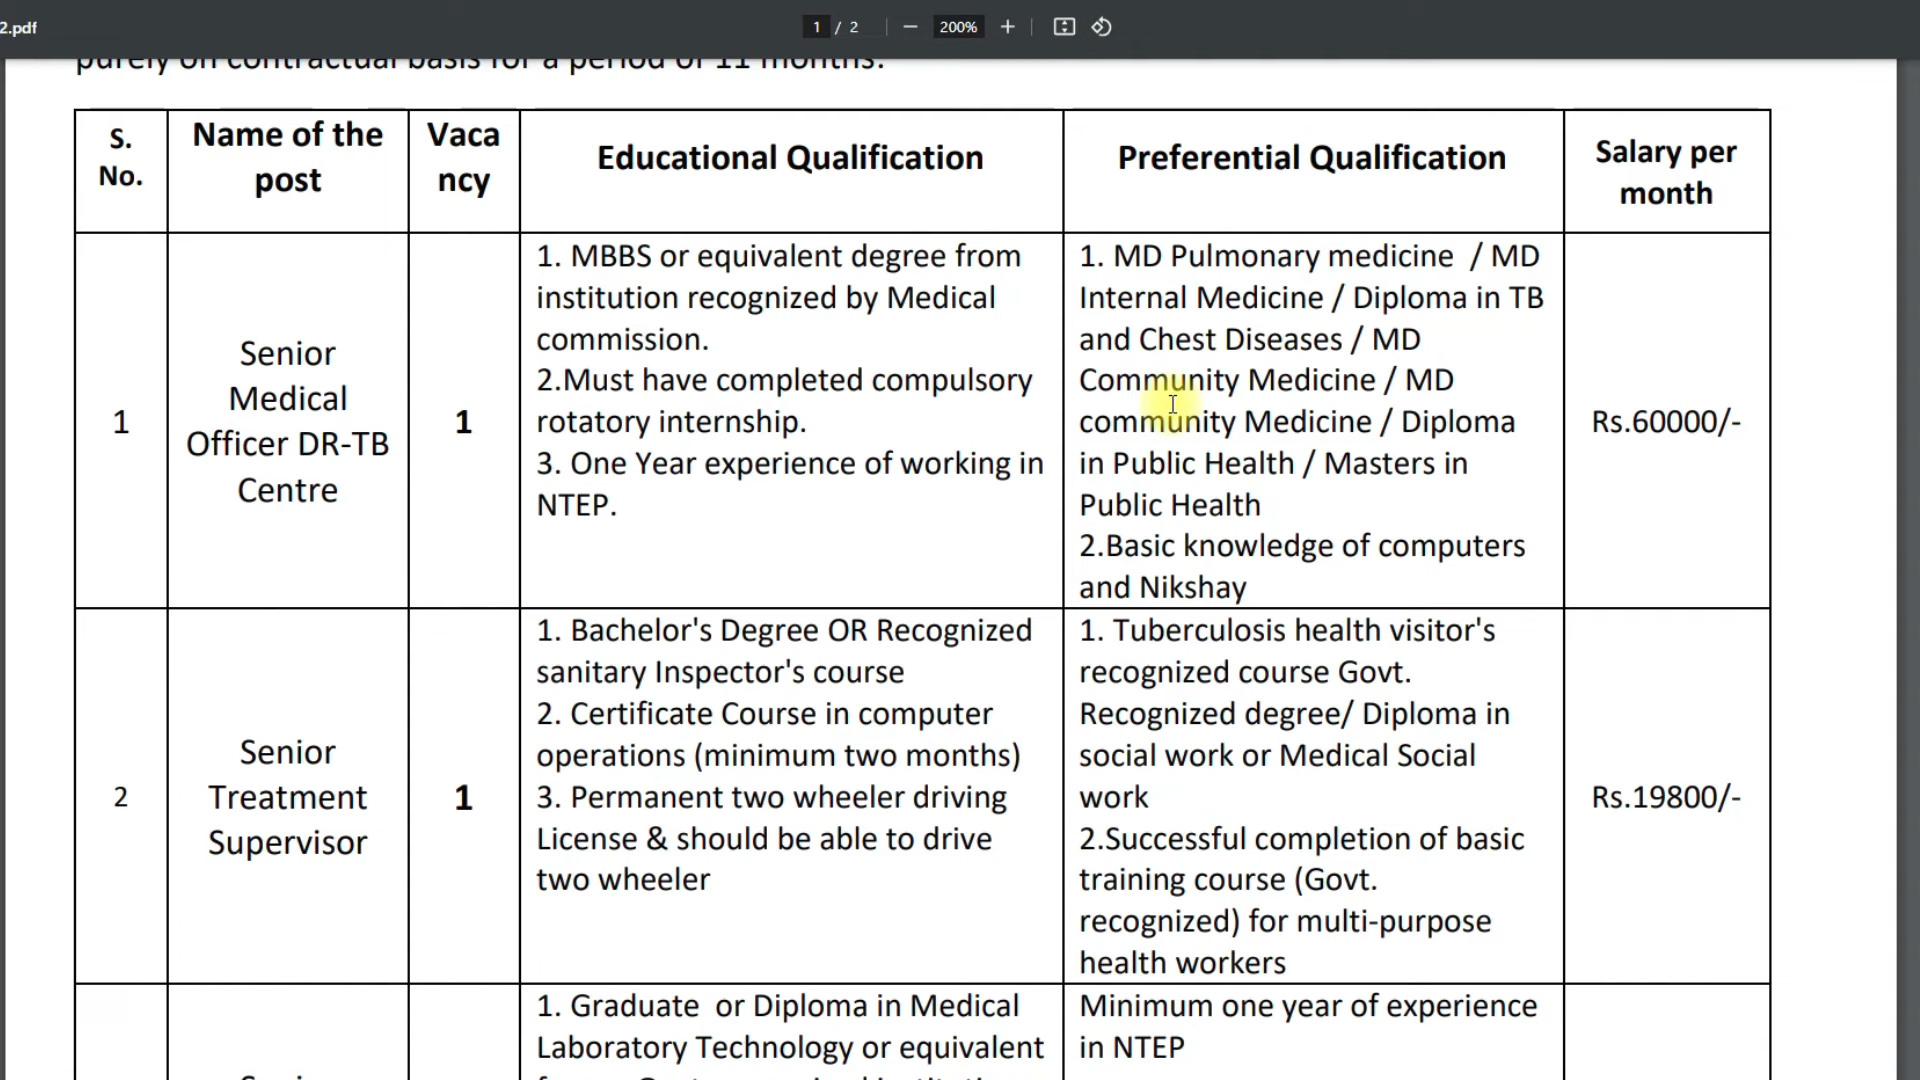 2.pdf
1 / 2
200%
purely on contractual basis for a period of 11 months.
S.
No.
Name of the
post
Vaca
ncy
Educational Qualification
Preferential Qualification
Salary per
month
1
Senior
Medical
Officer DR-TB
Centre
1
1. MBBS or equivalent degree from
institution recognized by Medical
commission.
2.Must have completed compulsory
rotatory internship.
3. One Year experience of working in
NTEP.
1. MD Pulmonary medicine / MD
Internal Medicine / Diploma in TB
and Chest Diseases / MD
Community Medicine / MD
community Medicine / Diploma
in Public Health / Masters in
Public Health
2.Basic knowledge of computers
and Nikshay
Rs.60000/-
2
Senior
Treatment
Supervisor
1
1. Bachelor's Degree OR Recognized
sanitary Inspector's course
2. Certificate Course in computer
operations (minimum two months)
3. Permanent two wheeler driving
License & should be able to drive
two wheeler
1. Tuberculosis health visitor's
recognized course Govt.
Recognized degree/ Diploma in
social work or Medical Social
work
2.Successful completion of basic
training course (Govt.
recognized) for multi-purpose
health workers
Rs.19800/-
1. Graduate or Diploma in Medical
Laboratory Technology or equivalent
Minimum one year of experience
in NTEP